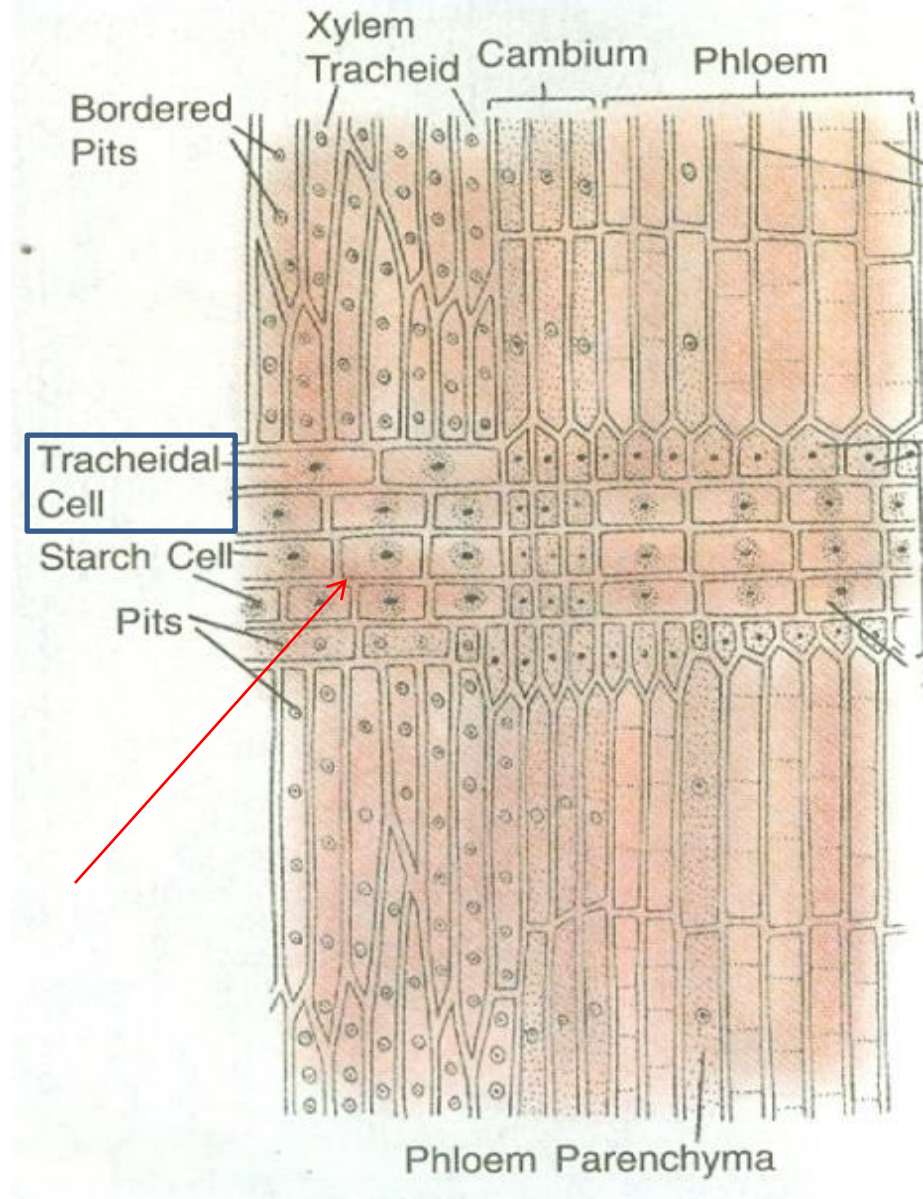 Xylem
Tracheid
Cambium
Phloem
Bordered
Pits
Tracheidal
Cell
Starch Cell
Pits
Phloem Parenchyma